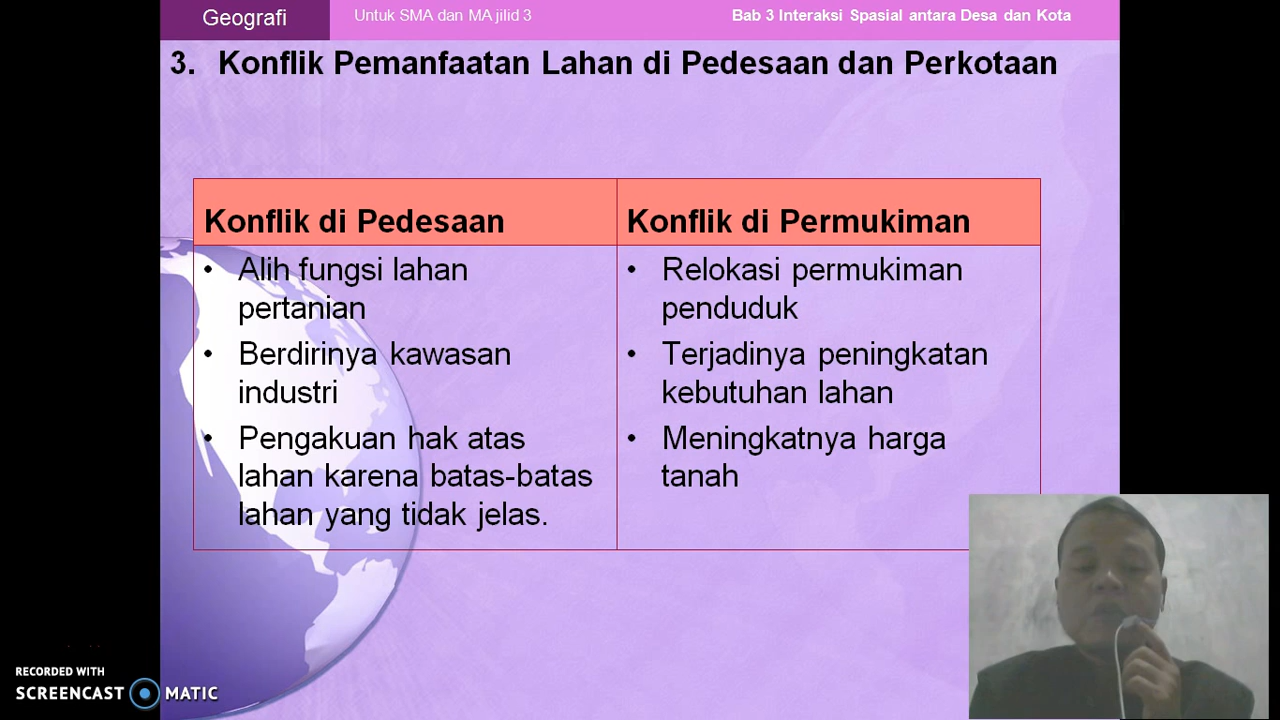 Geografi
Untuk SMA dan MA jilid 3
Bab 3 Interaksi Spasial antara Desa dan Kota
3. Konflik Pemanfaatan Lahan di Pedesaan dan Perkotaan
Konflik di Pedesaan
• Alih fungsi lahan
pertanian
• Berdirinya kawasan
industri
• Pengakuan hak atas
lahan karena batas-batas
lahan yang tidak jelas.
Konflik di Permukiman
• Relokasi permukiman
penduduk
• Terjadinya peningkatan
kebutuhan lahan
• Meningkatnya harga
tanah
RECORDED WITH
SCREENCAST MATIC